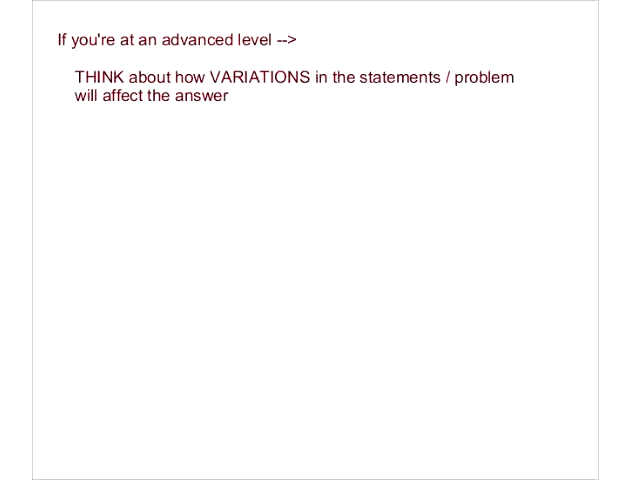 If you're at an advanced level -->
THINK about how VARIATIONS in the statements / problem
will affect the answer